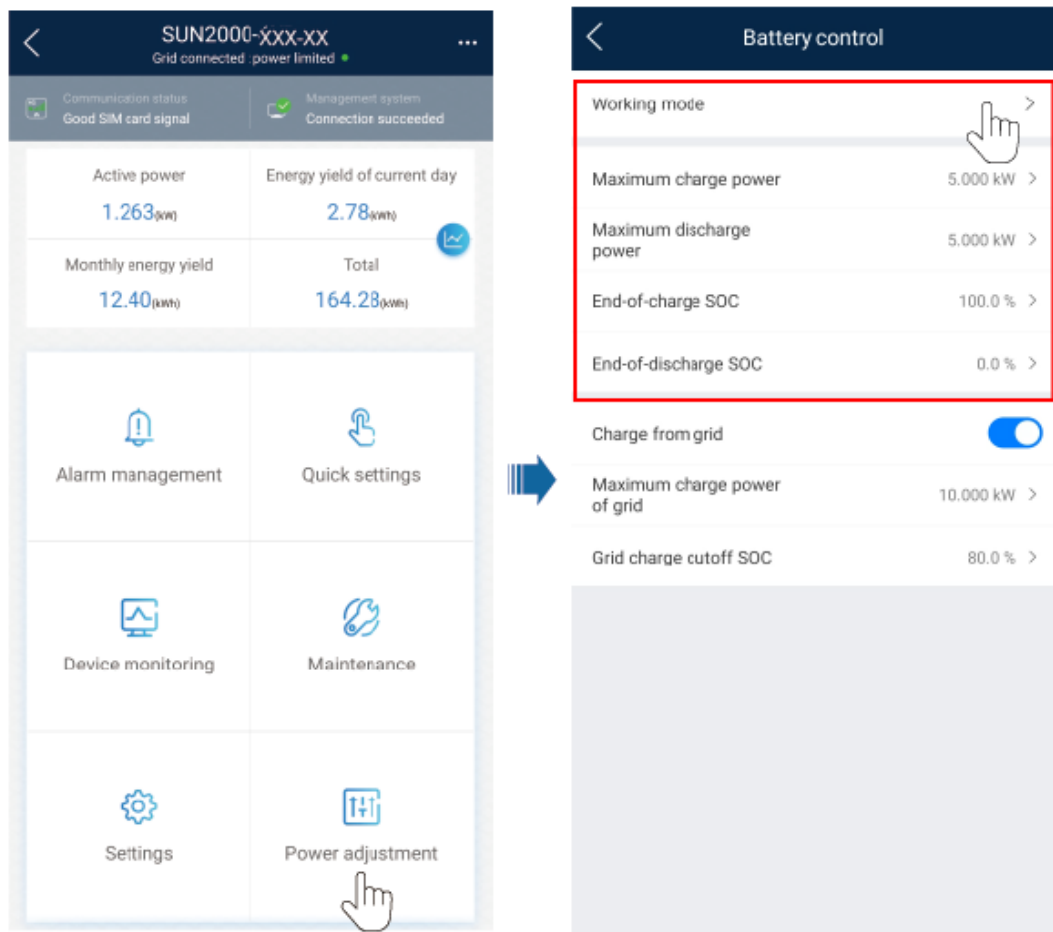 SUN2000-XXX-XX
Grid connected :power limited
Communication status
Good SIM card signal
Management system
Connection succeeded
Active power
1.263(kW)
Energy yield of current day
2.78(kWh)
Monthly energy yield
12.40(kWh)
Total
164.28(kWh)
Alarm management
Quick settings
Device monitoring
Maintenance
Settings
Power adjustment
Battery control
Working mode
Maximum charge power
5.000 kW
Maximum discharge
power
5.000 kW
End-of-charge SOC
100.0 %
End-of-discharge SOC
0.0 %
Charge from grid
Maximum charge power
of grid
10.000 kW
Grid charge cutoff SOC
80.0 %